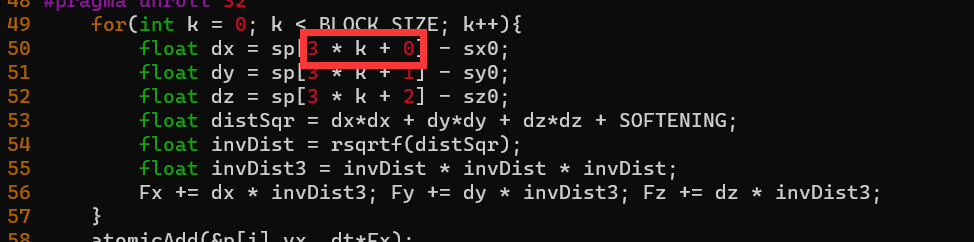 48 #pragma unroll 32
49     for(int k = 0; k < BLOCK_SIZE; k++){
50         float dx = sp[3 * k + 0] - sx0;
51         float dy = sp[3 * k + 1] - sy0;
52         float dz = sp[3 * k + 2] - sz0;
53         float distSqr = dx*dx + dy*dy + dz*dz + SOFTENING;
54         float invDist = rsqrtf(distSqr);
55         float invDist3 = invDist * invDist * invDist;
56         Fx += dx * invDist3; Fy += dy * invDist3; Fz += dz * invDist3;
57     }
58     atomicAdd(&p[i].vx, dt*Fx);